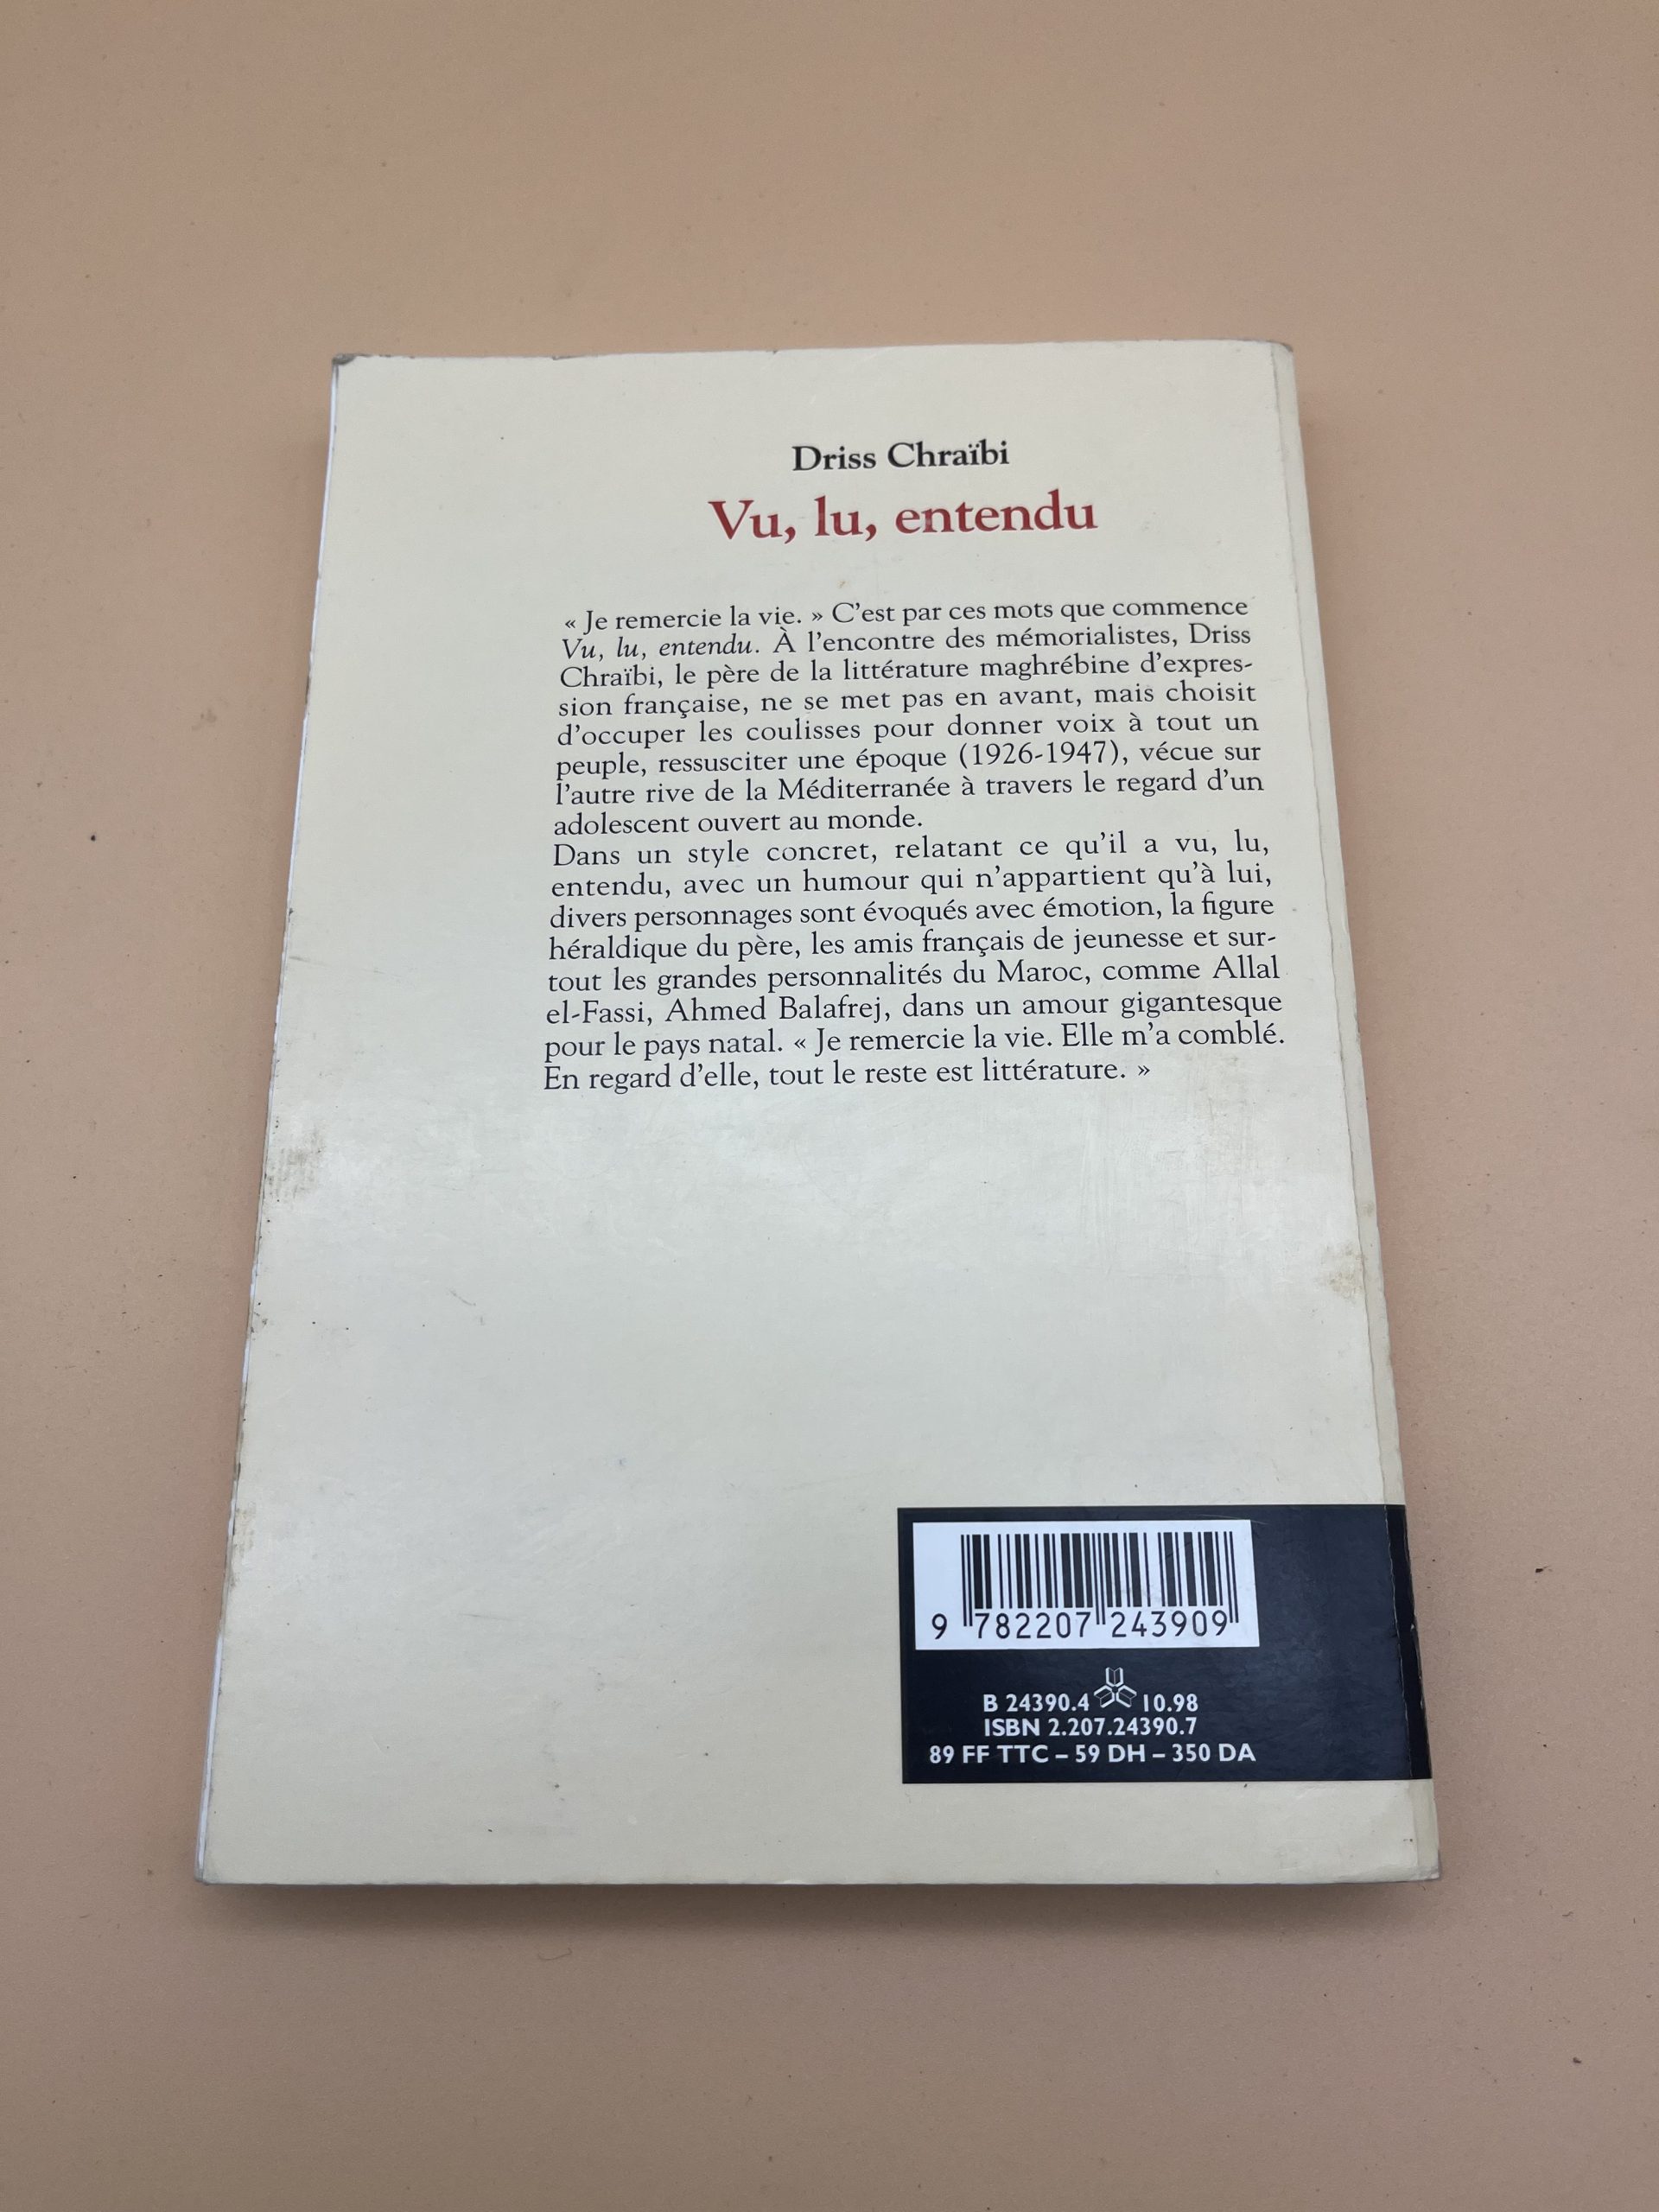 Driss Chraïbi
Vu, lu, entendu
« Je remercie la vie. » C'est par ces mots que commence
Vu, lu, entendu. À l'encontre des mémorialistes, Driss
Chraïbi, le père de la littérature maghrébine d'expres-
sion française, ne se met pas en avant, mais choisit
d'occuper les coulisses pour donner voix à tout un
peuple, ressusciter une époque (1926-1947), vécue sur
l'autre rive de la Méditerranée à travers le regard d'un
adolescent ouvert au monde.
Dans un style concret, relatant ce qu'il a vu, lu,
entendu, avec un humour qui n'appartient qu'à lui,
divers personnages sont évoqués avec émotion, la figure
héraldique du père, les amis français de jeunesse et sur-
tout les grandes personnalités du Maroc, comme Allal
el-Fassi, Ahmed Balafrej, dans un amour gigantesque
pour le pays natal. « Je remercie la vie. Elle m'a comblé.
En regard d'elle, tout le reste est littérature. »
9 782207 243909
B 24390.4 10.98
ISBN 2.207.24390.7
89 FF TTC – 59 DH – 350 DA